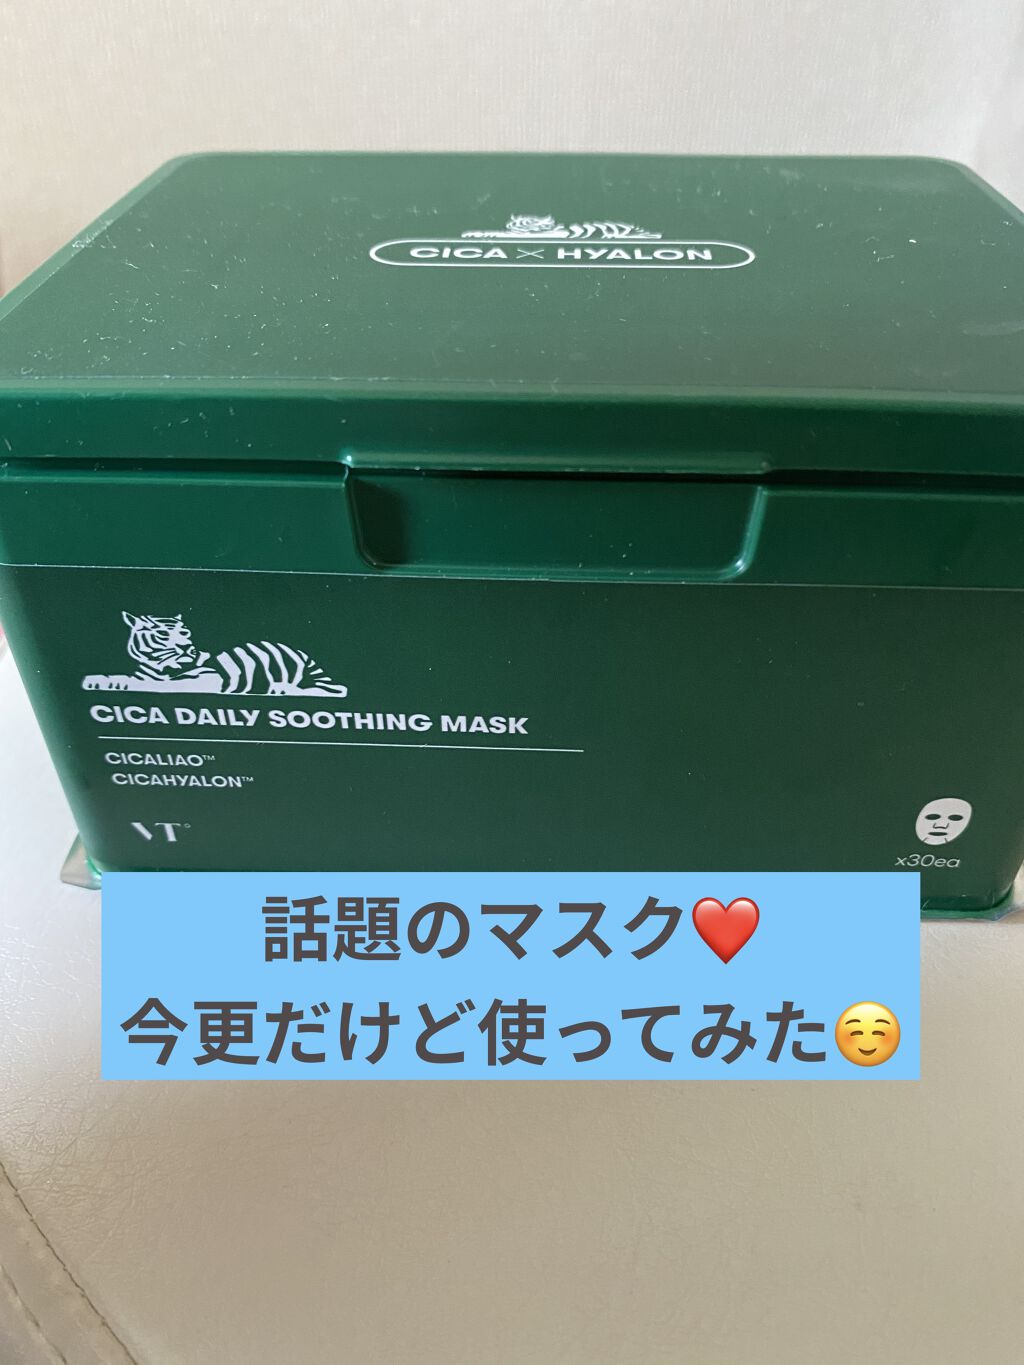 CICA × HYALON
CICA DAILY SOOTHING MASK
CICALIAO™
CICAHYALON™
VT°
x30ea
話題のマスク❤️
今更だけど使ってみた☺️